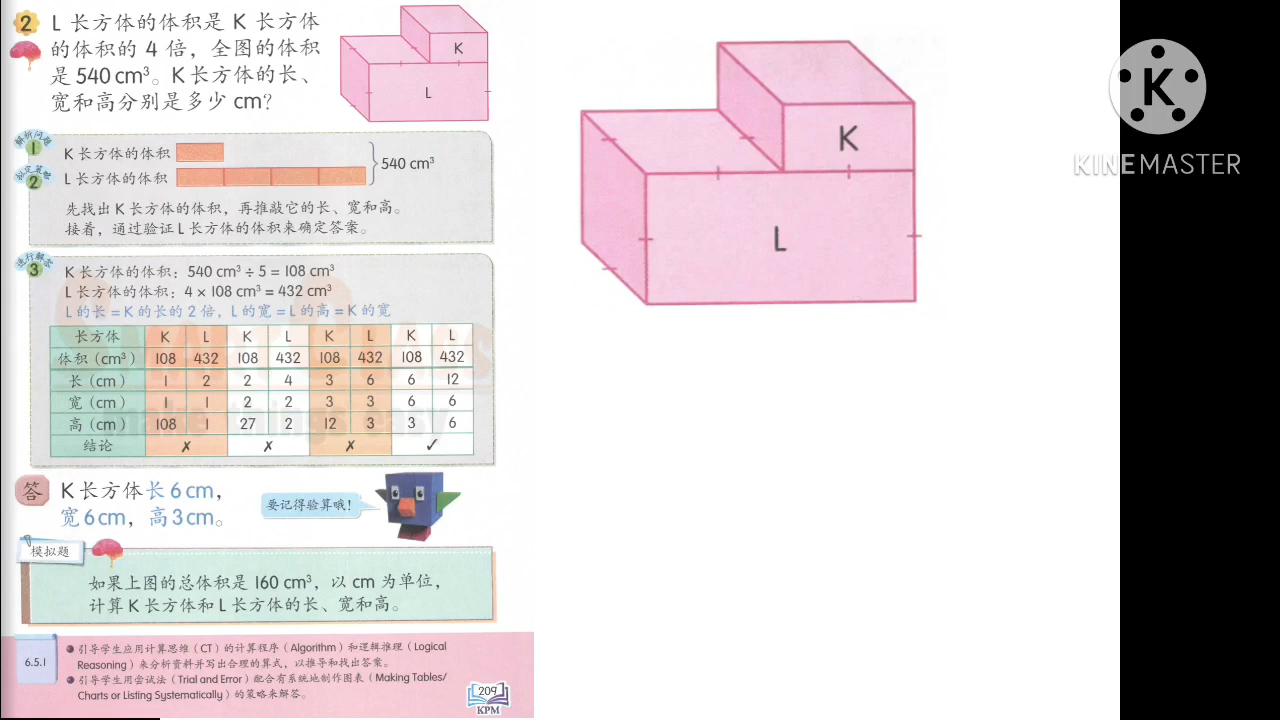 2 L 长方体的体积是 K 长方体
的体积的 4 倍，全图的体积
是 540 cm³。K 长方体的长、
宽和高分别是多少 cm？
K
L
解析问题
1
K 长方体的体积
540 cm³
拟定策略
2
L 长方体的体积
先找出 K 长方体的体积，再推敲它的长、宽和高。
接着，通过验证 L 长方体的体积来确定答案。
进行解答
3
K 长方体的体积：540 cm³ ÷ 5 = 108 cm³
L 长方体的体积：4 × 108 cm³ = 432 cm³
L 的长 = K 的长的 2 倍，L 的宽 = L 的高 = K 的宽
长方体 K L K L K L K L
体积（cm³） 108 432 108 432 108 432 108 432
长（cm） 1 2 2 4 3 6 6 12
宽（cm） 1 1 2 2 3 3 6 6
高（cm） 108 1 27 2 12 3 3 6
结论 ✗ ✗ ✗ ✓
答 K 长方体长 6 cm，
宽 6 cm，高 3 cm。
要记得验算哦！
模拟题
如果上图的总体积是 160 cm³，以 cm 为单位，
计算 K 长方体和 L 长方体的长、宽和高。
6.5.1
● 引导学生应用计算思维（CT）的计算程序（Algorithm）和逻辑推理（Logical
Reasoning）来分析资料并写出合理的算式，以推导和找出答案。
● 引导学生用尝试法（Trial and Error）配合有系统地制作图表（Making Tables/
Charts or Listing Systematically）的策略来解答。
209
KPM
K
L
K
KINEMASTER